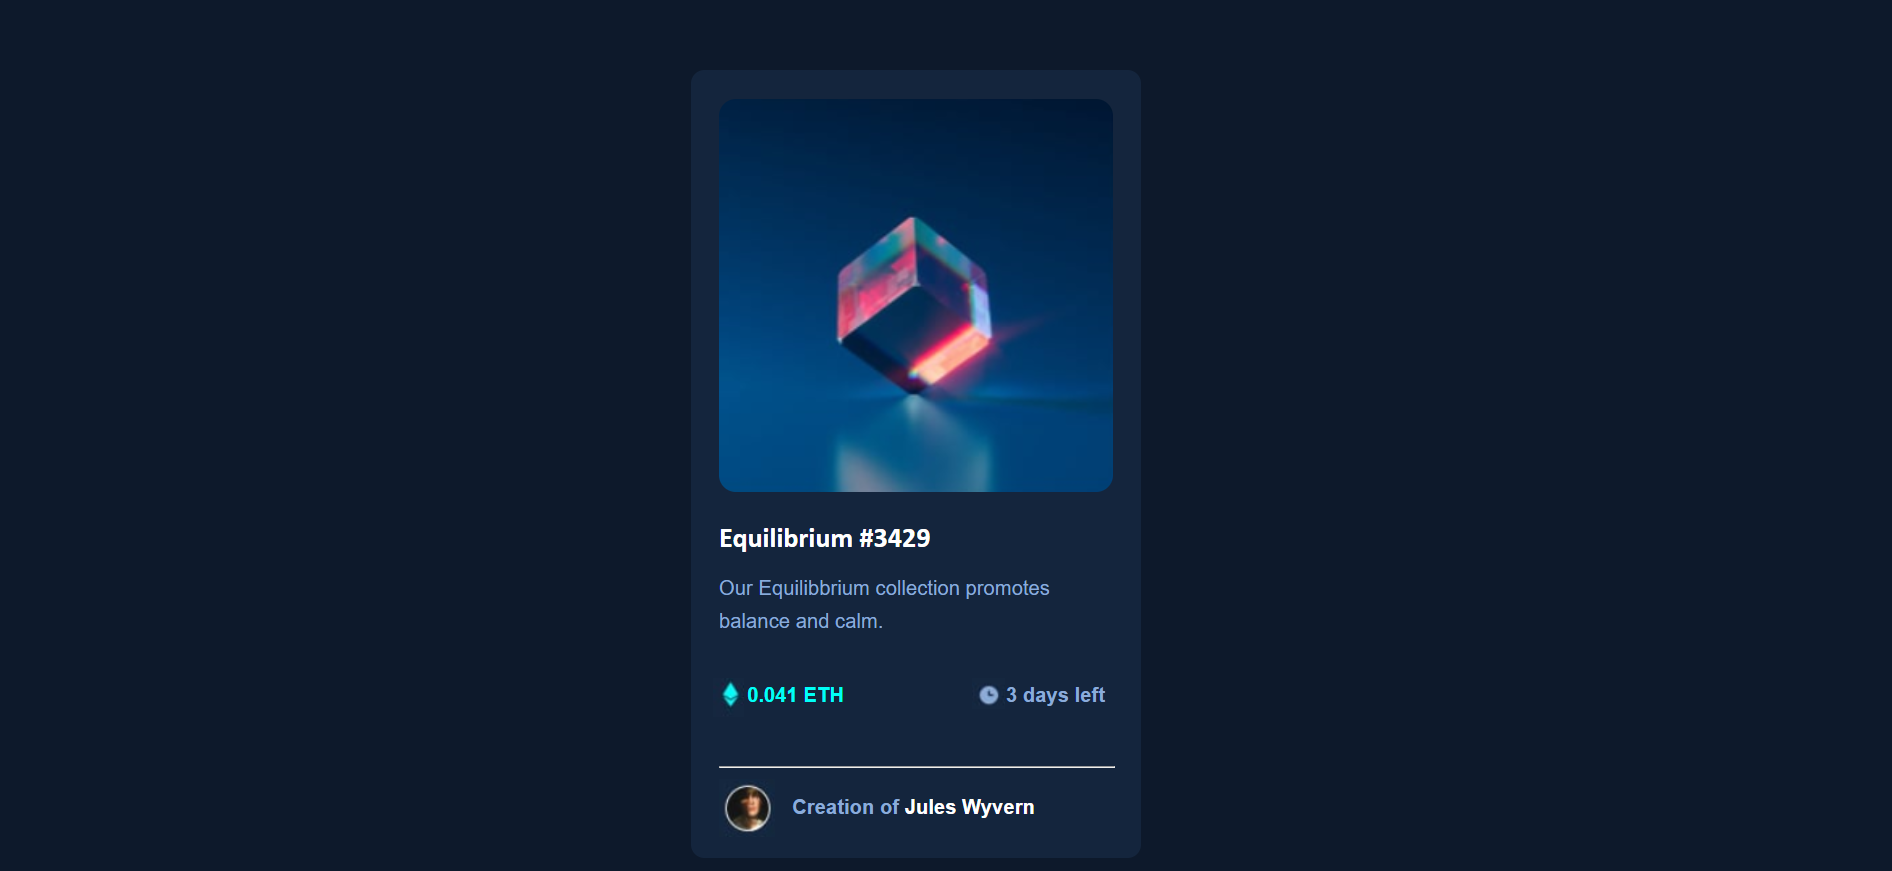 Equilibrium #3429
Our Equilibbrium collection promotes
balance and calm.
0.041 ETH
3 days left
Creation of Jules Wyvern